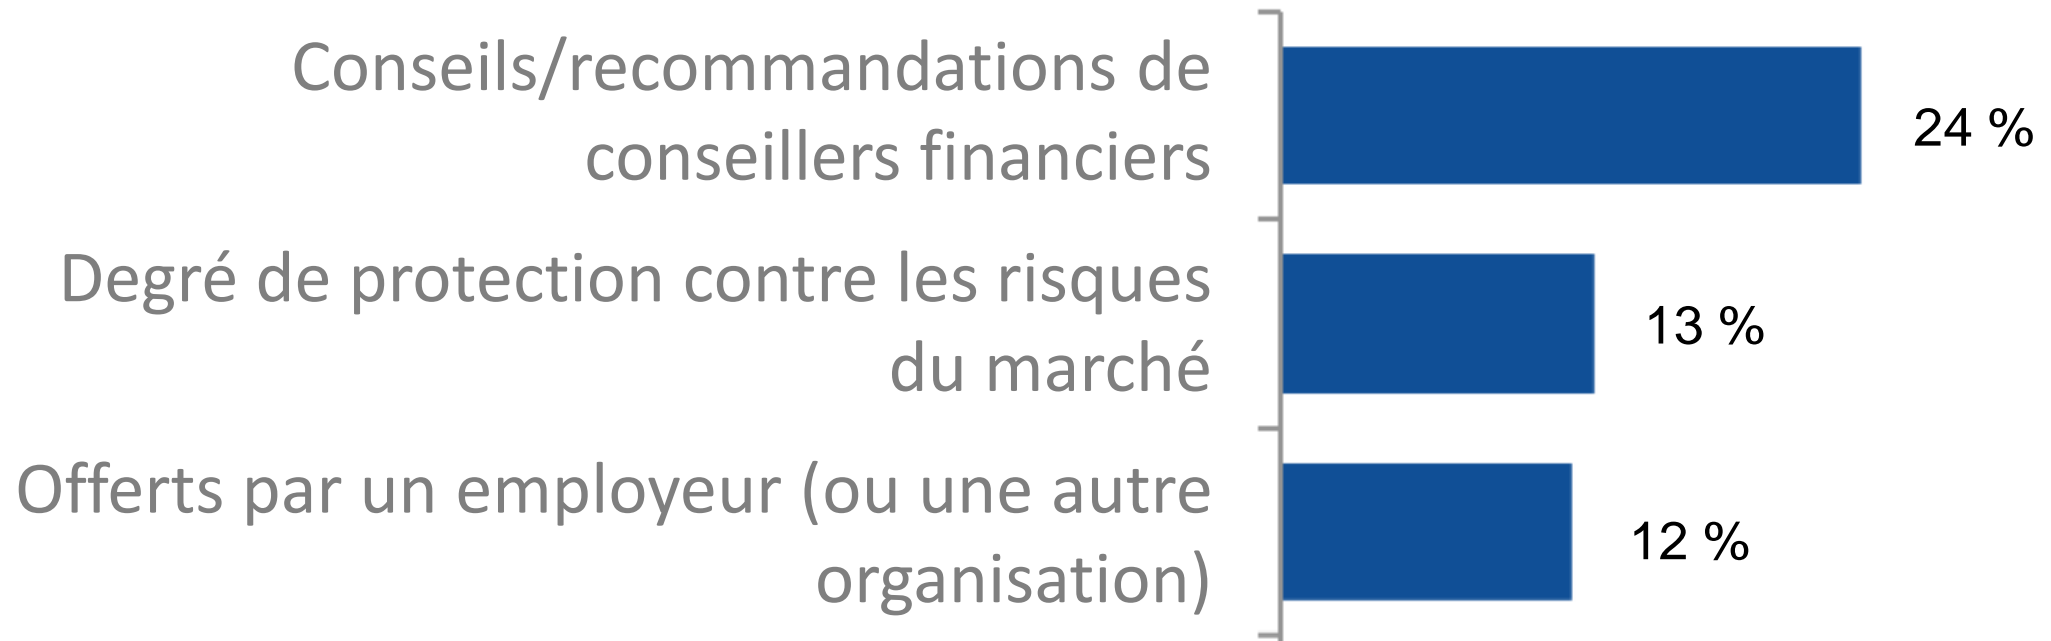 Conseils/recommandations de
conseillers financiers
24 %
Degré de protection contre les risques
du marché
13 %
Offerts par un employeur (ou une autre
organisation)
12 %